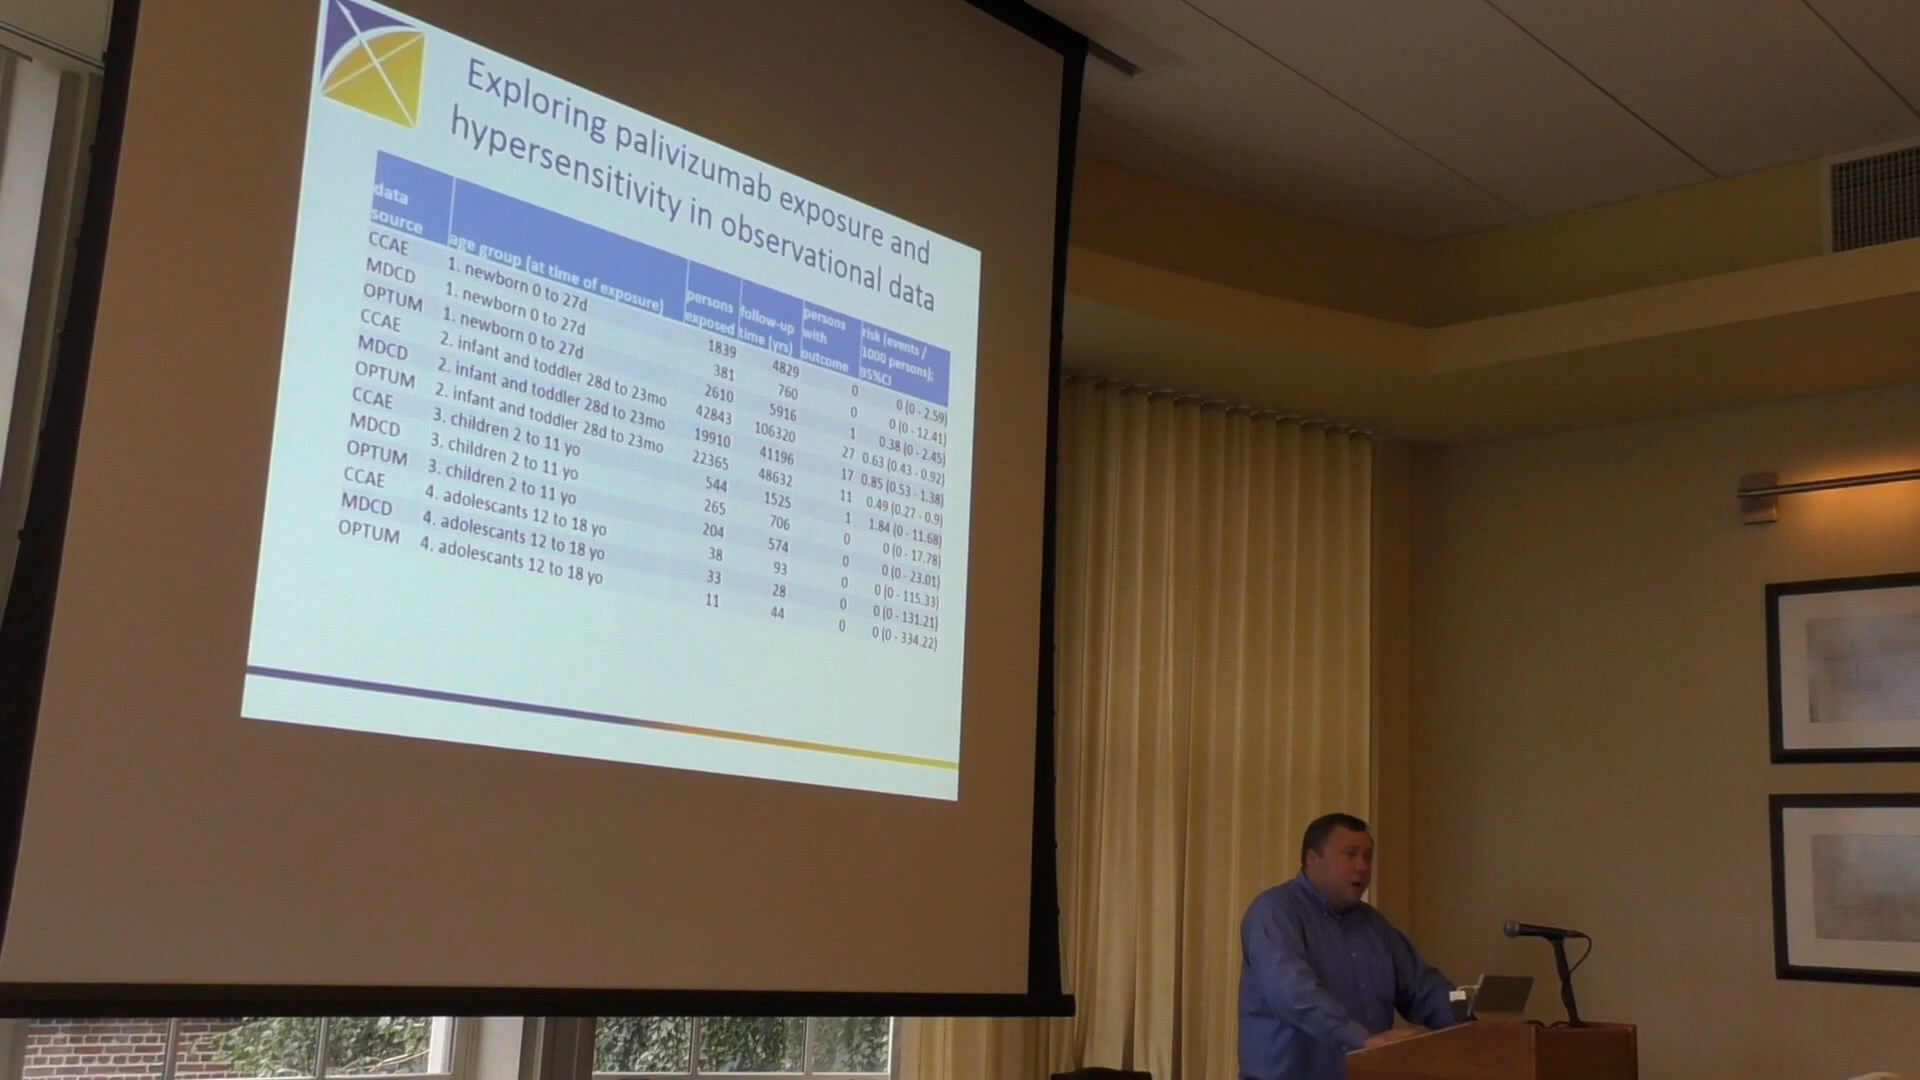 Exploring palivizumab exposure and
hypersensitivity in observational data
data source age group (at time of exposure) persons exposed follow-up time (yrs) persons with outcome risk (events / 1000 persons); 95%CI
CCAE 1. newborn 0 to 27d 1839 4829 0 0 (0 - 2.59)
MDCD 1. newborn 0 to 27d 381 760 0 0 (0 - 12.41)
OPTUM 1. newborn 0 to 27d 2610 5916 1 0.38 (0 - 2.45)
CCAE 2. infant and toddler 28d to 23mo 42843 106320 27 0.63 (0.43 - 0.92)
MDCD 2. infant and toddler 28d to 23mo 19910 41196 17 0.85 (0.53 - 1.38)
OPTUM 2. infant and toddler 28d to 23mo 22365 48632 11 0.49 (0.27 - 0.9)
CCAE 3. children 2 to 11 yo 544 1525 1 1.84 (0 - 11.68)
MDCD 3. children 2 to 11 yo 265 706 0 0 (0 - 17.78)
OPTUM 3. children 2 to 11 yo 204 574 0 0 (0 - 23.01)
CCAE 4. adolescants 12 to 18 yo 38 93 0 0 (0 - 115.33)
MDCD 4. adolescants 12 to 18 yo 33 28 0 0 (0 - 131.21)
OPTUM 4. adolescants 12 to 18 yo 11 44 0 0 (0 - 334.22)